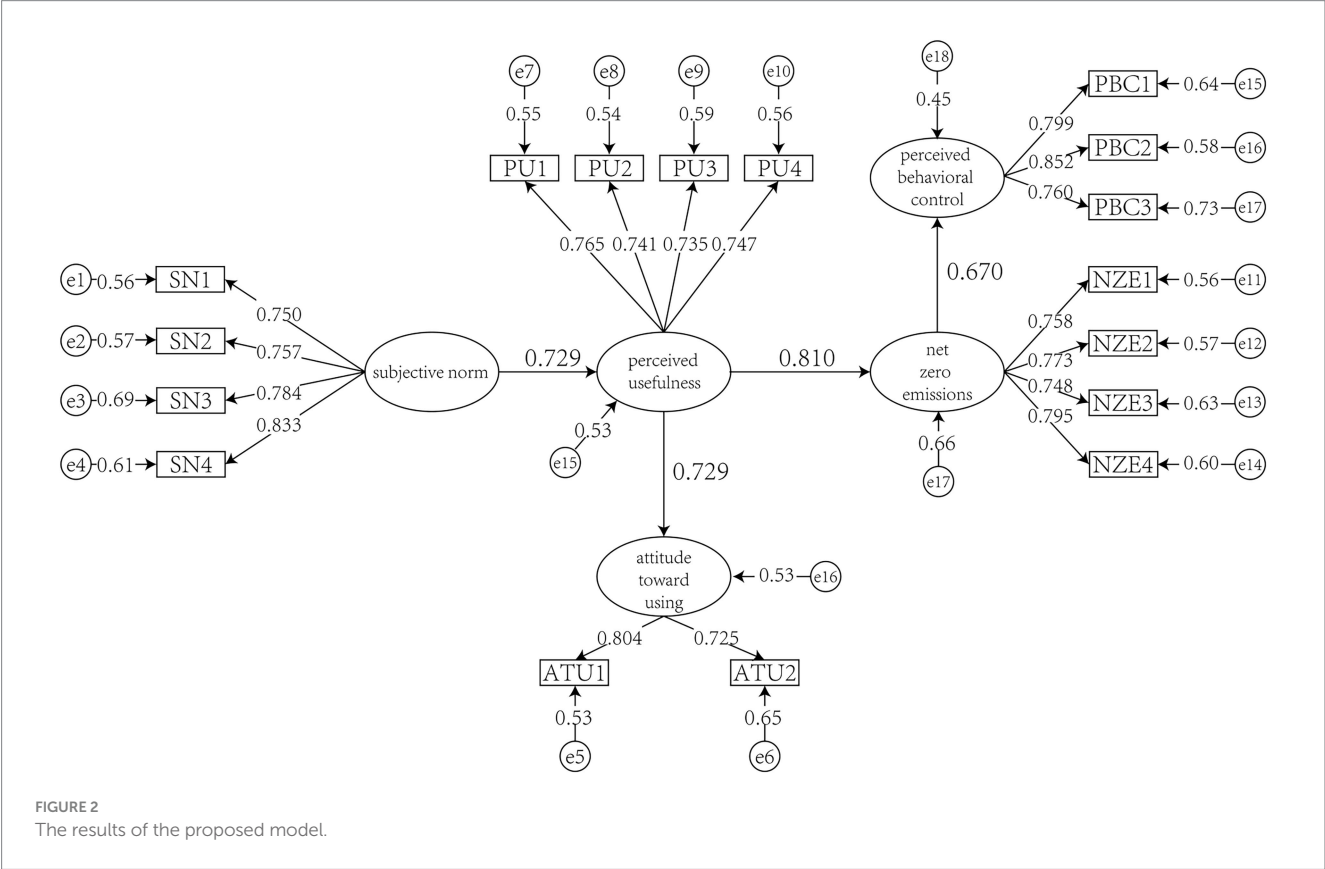 e7 e8 e9 e10
0.55 0.54 0.59 0.56
PU1 PU2 PU3 PU4
0.765 0.741 0.735 0.747
e18
0.45
perceived
behavioral
control
0.799
0.852
0.760
PBC1 0.64 e15
PBC2 0.58 e16
PBC3 0.73 e17
0.670
e1 0.56 SN1
e2 0.57 SN2
e3 0.69 SN3
e4 0.61 SN4
0.750
0.757
0.784
0.833
subjective norm
0.729
perceived
usefulness
0.53
e15
0.810
net
zero
emissions
0.66
e17
0.758
0.773
0.748
0.795
NZE1 0.56 e11
NZE2 0.57 e12
NZE3 0.63 e13
NZE4 0.60 e14
0.729
attitude
toward
using
0.53 e16
0.804 0.725
ATU1 ATU2
0.53 0.65
e5 e6
FIGURE 2
The results of the proposed model.